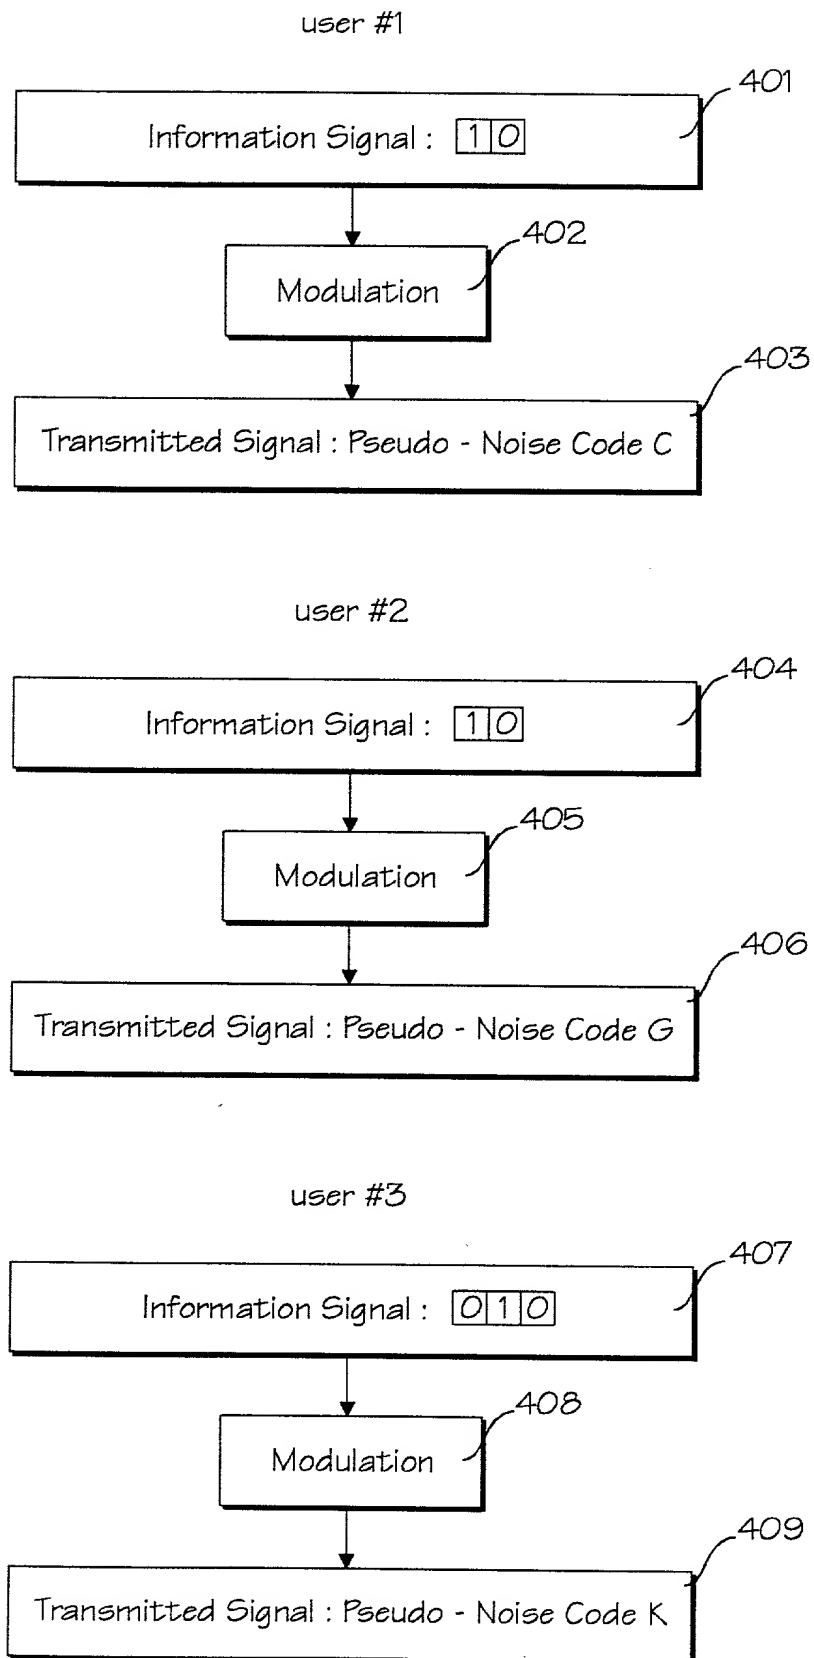 user #1
401
Information Signal : 1 0
402
Modulation
403
Transmitted Signal : Pseudo - Noise Code C
user #2
404
Information Signal : 1 0
405
Modulation
406
Transmitted Signal : Pseudo - Noise Code G
user #3
407
Information Signal : 0 1 0
408
Modulation
409
Transmitted Signal : Pseudo - Noise Code K